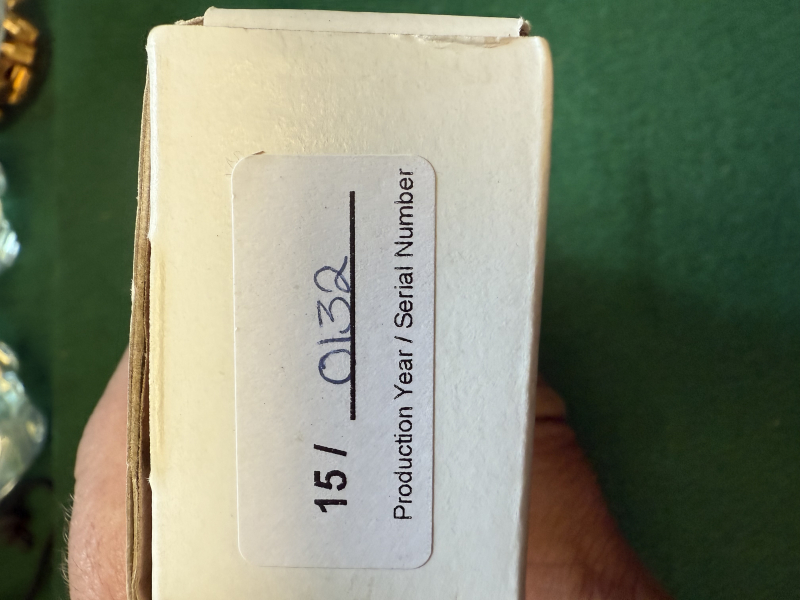 15 / 0132
Production Year / Serial Number